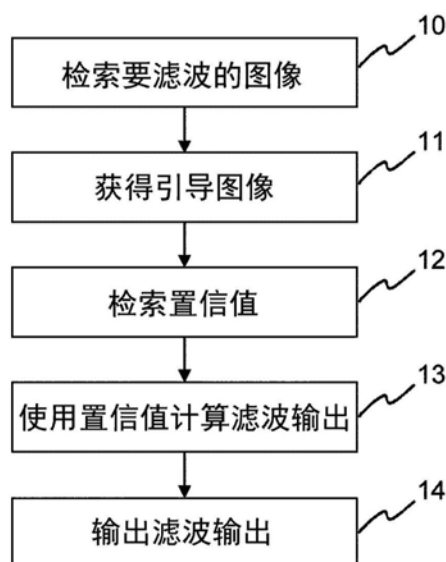 10
检索要滤波的图像
11
获得引导图像
12
检索置信值
13
使用置信值计算滤波输出
14
输出滤波输出